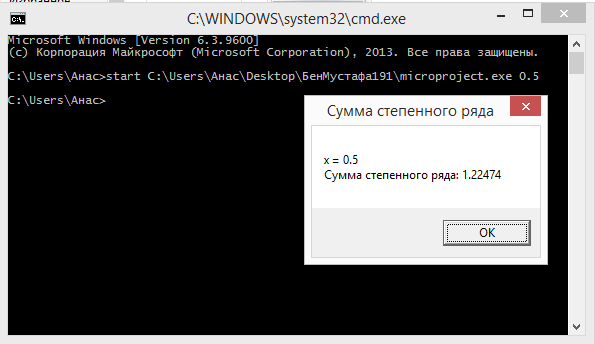 C:\WINDOWS\system32\cmd.exe
Microsoft Windows [Version 6.3.9600]
(c) Корпорация Майкрософт (Microsoft Corporation), 2013. Все права защищены.
C:\Users\Анас>start C:\Users\Анас\Desktop\БенМустафа191\microproject.exe 0.5
C:\Users\Анас>
Сумма степенного ряда
x = 0.5
Сумма степенного ряда: 1.22474
OK